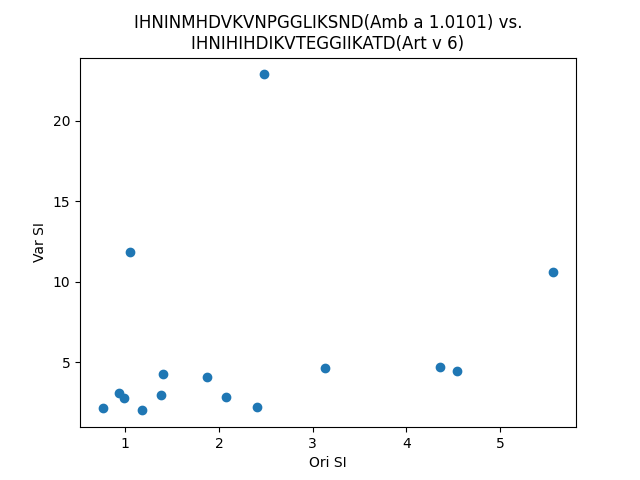 IHNINMHDVKVNPGGLIKSND(Amb a 1.0101) vs.
IHNIHIHDIKVTEGGIIKATD(Art v 6)
20
15
10
5
Var SI
1 2 3 4 5
Ori SI